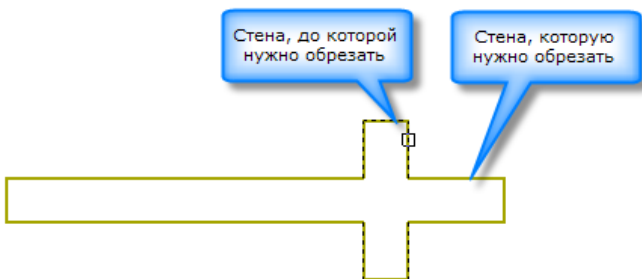 Стена, до которой
нужно обрезать
Стена, которую
нужно обрезать